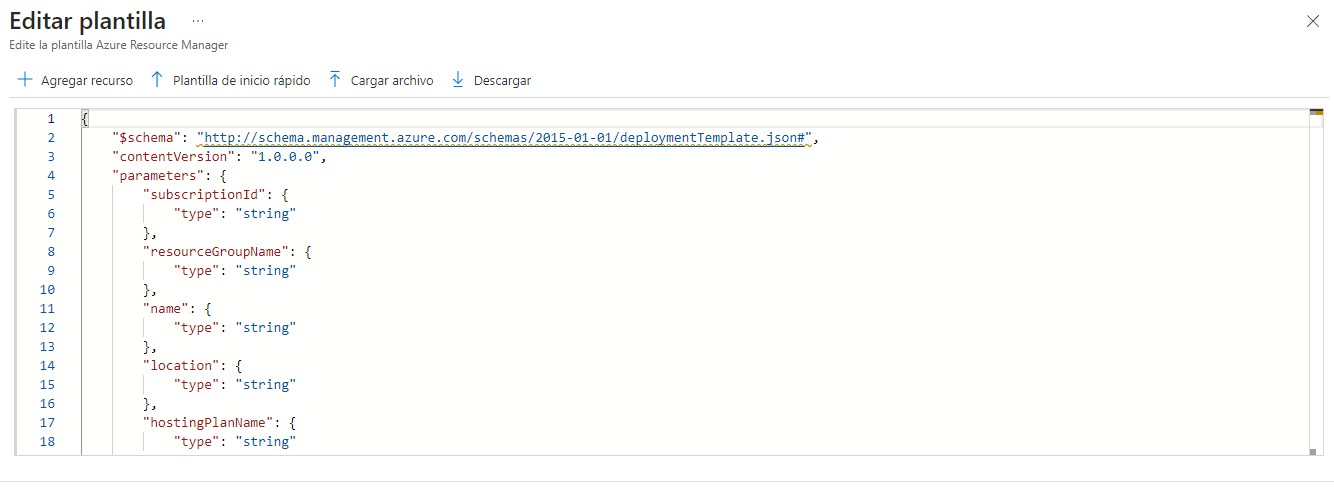 Editar plantilla ...
Edite la plantilla Azure Resource Manager
Agregar recurso Plantilla de inicio rápido Cargar archivo Descargar
1 {
2 "$schema": "http://schema.management.azure.com/schemas/2015-01-01/deploymentTemplate.json#",
3 "contentVersion": "1.0.0.0",
4 "parameters": {
5 "subscriptionId": {
6 "type": "string"
7 },
8 "resourceGroupName": {
9 "type": "string"
10 },
11 "name": {
12 "type": "string"
13 },
14 "location": {
15 "type": "string"
16 },
17 "hostingPlanName": {
18 "type": "string"